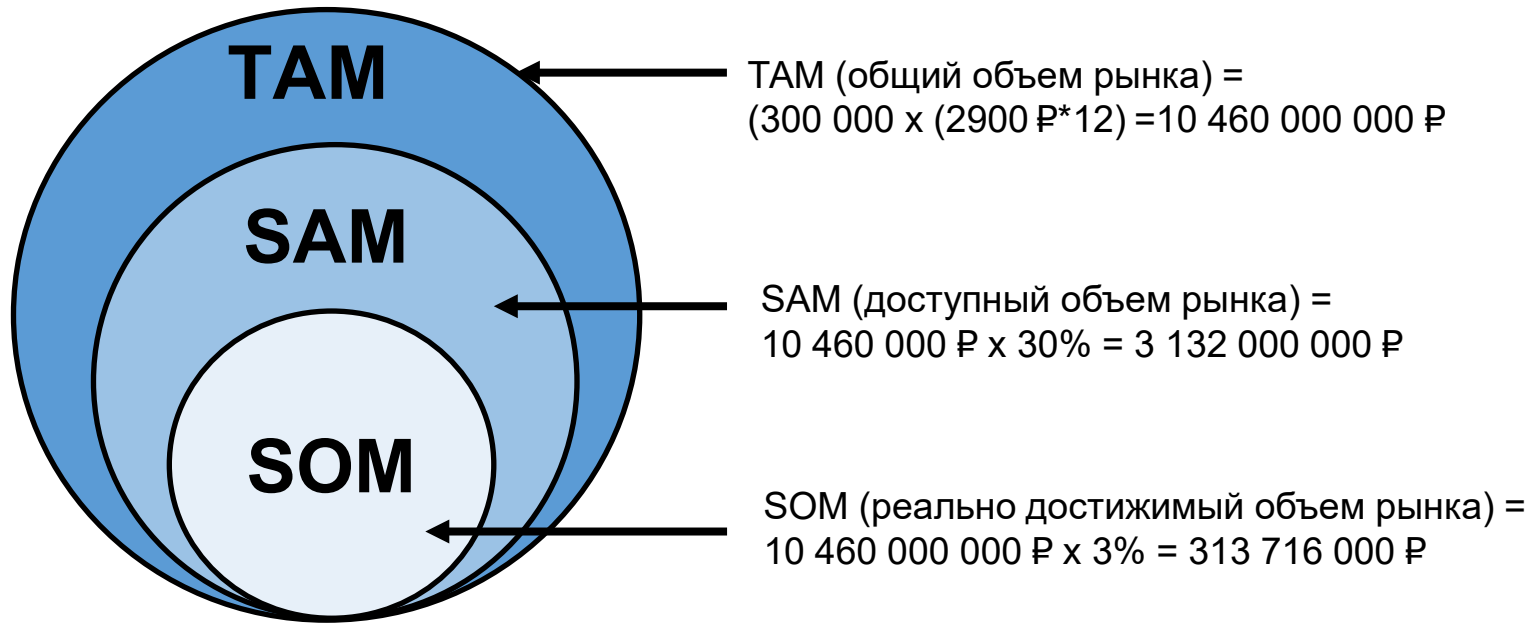 TAM
TAM (общий объем рынка) =
(300 000 x (2900 ₽*12) =10 460 000 000 ₽
SAM
SAM (доступный объем рынка) =
10 460 000 ₽ x 30% = 3 132 000 000 ₽
SOM
SOM (реально достижимый объем рынка) =
10 460 000 000 ₽ x 3% = 313 716 000 ₽